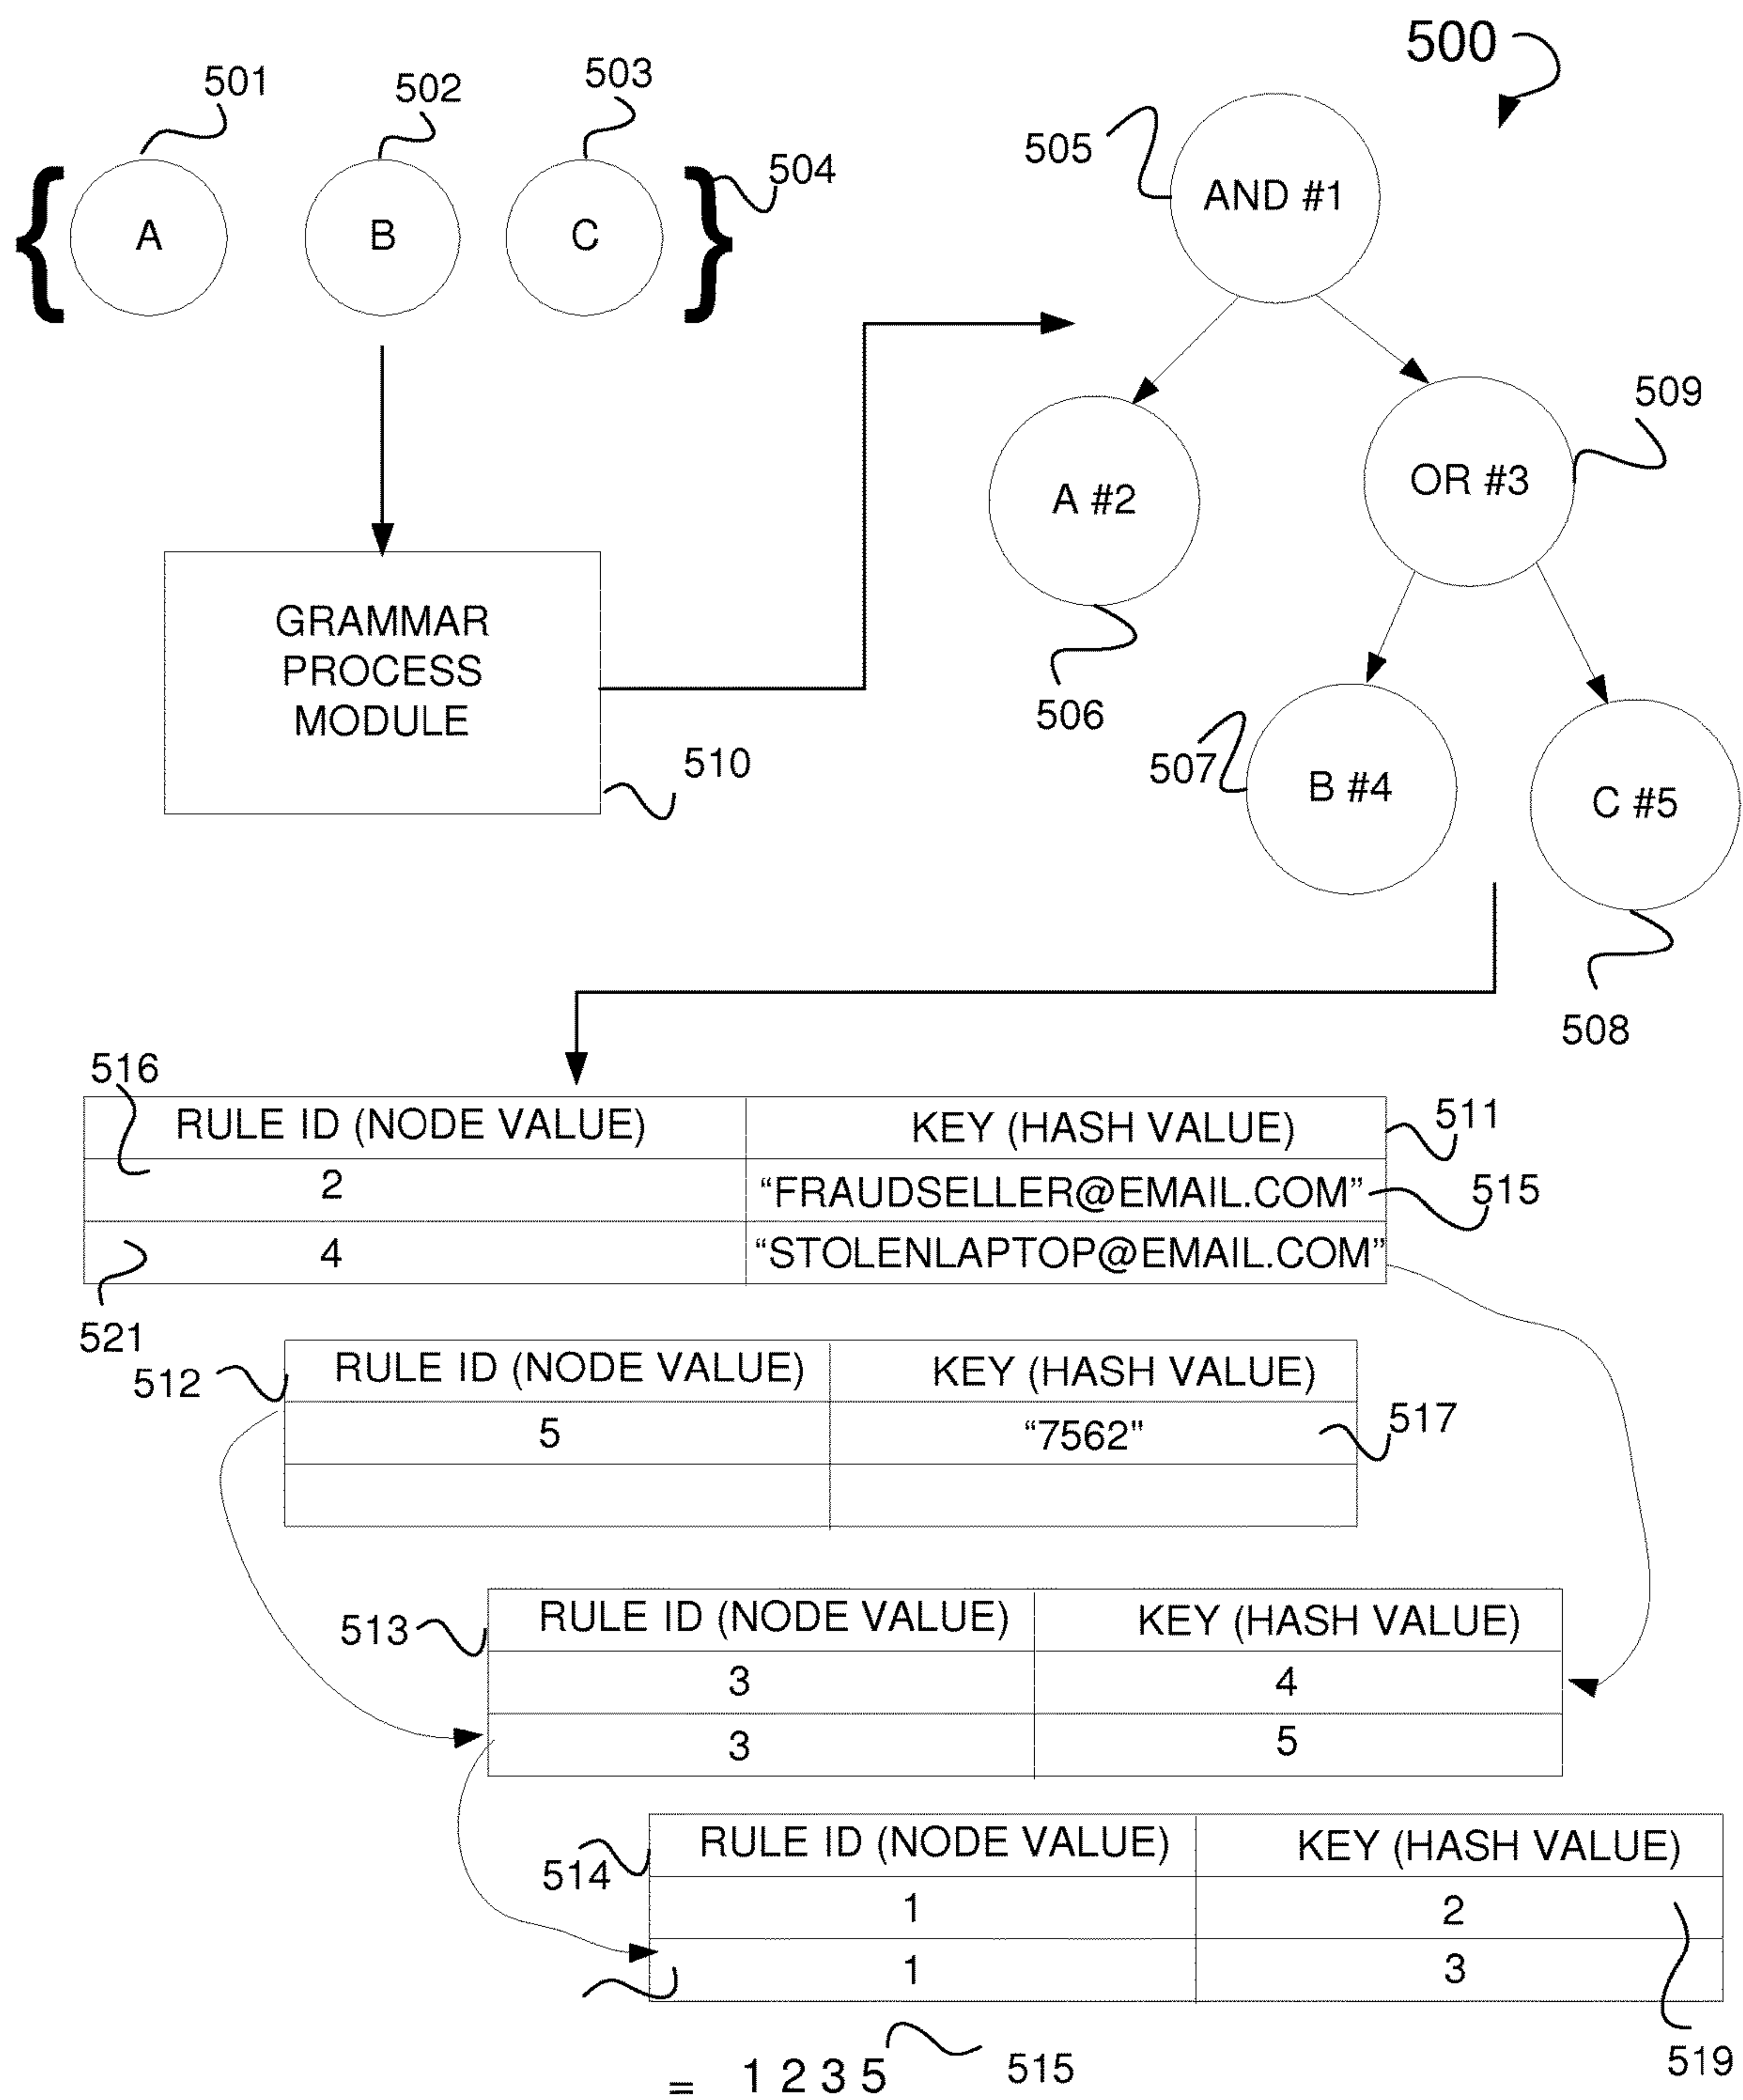 500
501
502
503
504
{ A B C }
505
AND #1
509
A #2
OR #3
GRAMMAR
PROCESS
MODULE
510
506
507
B #4
C #5
508
516
RULE ID (NODE VALUE) KEY (HASH VALUE)
511
2 “FRAUDSELLER@EMAIL.COM”
515
4 “STOLENLAPTOP@EMAIL.COM”
521
512
RULE ID (NODE VALUE) KEY (HASH VALUE)
5 “7562”
517
513
RULE ID (NODE VALUE) KEY (HASH VALUE)
3 4
3 5
514
RULE ID (NODE VALUE) KEY (HASH VALUE)
1 2
1 3
519
= 1 2 3 5
515